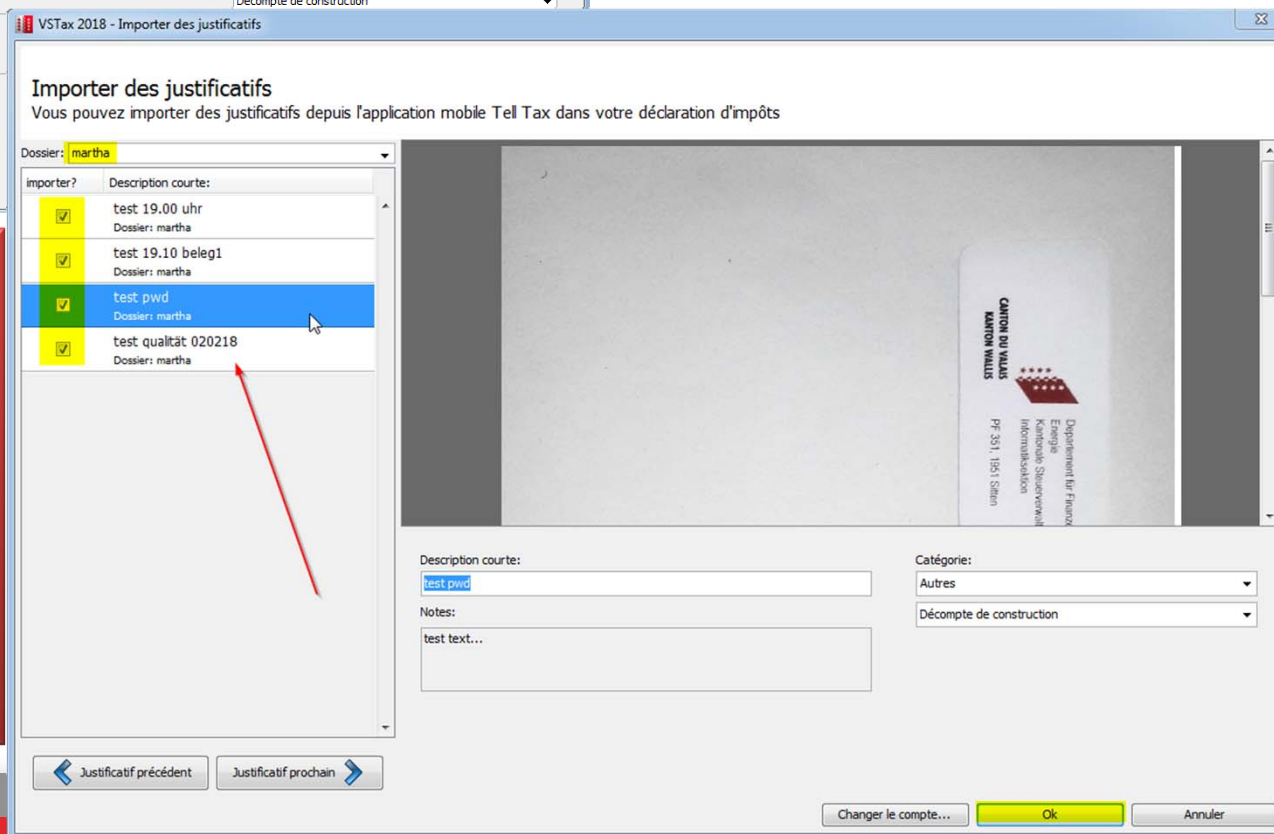 Décompte de construction
VSTax 2018 - Importer des justificatifs
Importer des justificatifs
Vous pouvez importer des justificatifs depuis l'application mobile Tell Tax dans votre déclaration d'impôts
Dossier: martha
importer? Description courte:
test 19.00 uhr
Dossier: martha
test 19.10 beleg1
Dossier: martha
test pwd
Dossier: martha
test qualität 020218
Dossier: martha
CANTON DU VALAIS
KANTON WALLIS
Departement für Finanze
Energie
Kantonale Steuerverwalt
Informatiksektion
PF 351, 1951 Sitten
Description courte:
test pwd
Notes:
test text...
Catégorie:
Autres
Décompte de construction
Justificatif précédent Justificatif prochain
Changer le compte... Ok Annuler